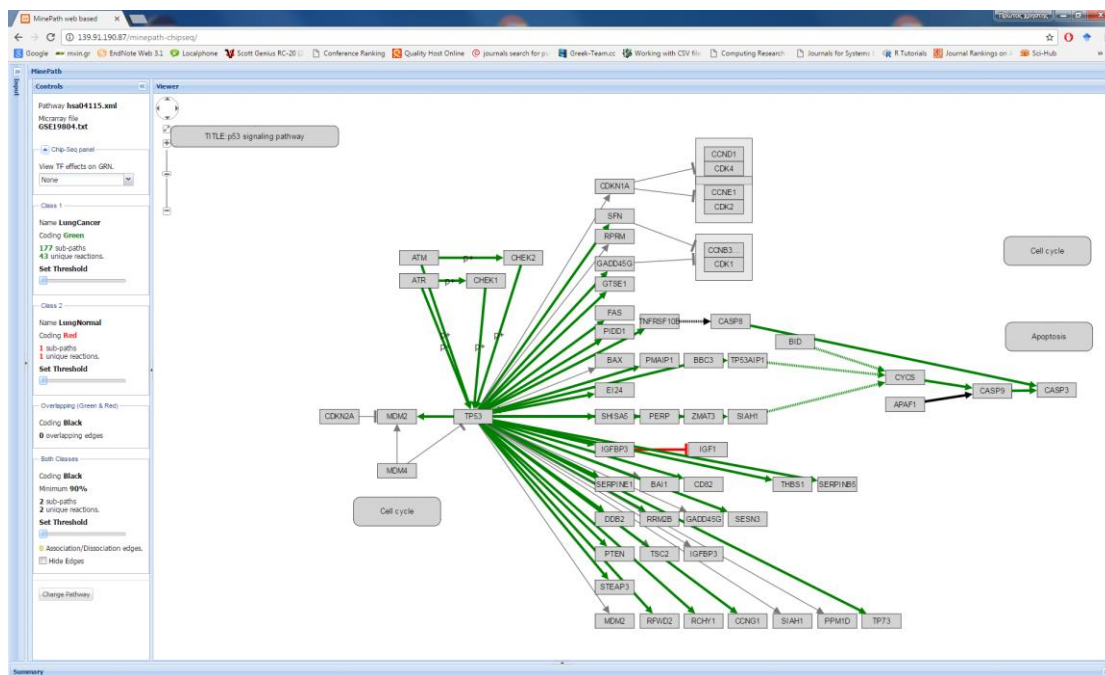 MinePath web based
139.91.190.87/minepath-chipseq/
Google
mixin.gr
EndNote Web 3.1
Localphone
Scott Genius RC-20
Conference Ranking
Quality Host Online
journals search for
Greek-Team.cc
Working with CSV file
Computing Research
Journals for Systems
R Tutorials
Journal Rankings on
Sci-Hub
MinePath
Input
Controls
Viewer
Pathway hsa04115.xml
Micrarray file
GSE19804.txt
Chip-Seq panel
View TF effects on GRN.
None
Class 1
Name LungCancer
Coding Green
177 sub-paths
43 unique reactions.
Set Threshold
Class 2
Name LungNormal
Coding Red
1 sub-paths
1 unique reactions.
Set Threshold
Overlapping (Green & Red)
Coding Black
0 overlapping edges
Both Classes
Coding Black
Minimum 90%
2 sub-paths
2 unique reactions.
Set Threshold
0 Association/Dissociation edges.
Hide Edges
Change Pathway
TITLE:p53 signaling pathway
CCND1
CDK4
CDKN1A
CCNE1
CDK2
SFN
RPRM
CCNB3...
CDK1
Cell cycle
ATM
p+
CHEK2
GADD45G
ATR
p+
CHEK1
GTSE1
FAS
TNFRSF10B
CASP8
p+
p+
PIDD1
BID
Apoptosis
BAX
PMAIP1
BBC3
TP53AIP1
CYCS
EI24
CASP9
CASP3
APAF1
CDKN2A
MDM2
TP53
SHISA5
PERP
ZMAT3
SIAH1
IGFBP3
IGF1
MDM4
SERPINE1
BAI1
CD82
THBS1
SERPINB5
Cell cycle
DDB2
RRM2B
GADD45G
SESN3
PTEN
TSC2
IGFBP3
STEAP3
MDM2
RFWD2
RCHY1
CCNG1
SIAH1
PPM1D
TP73
Summary